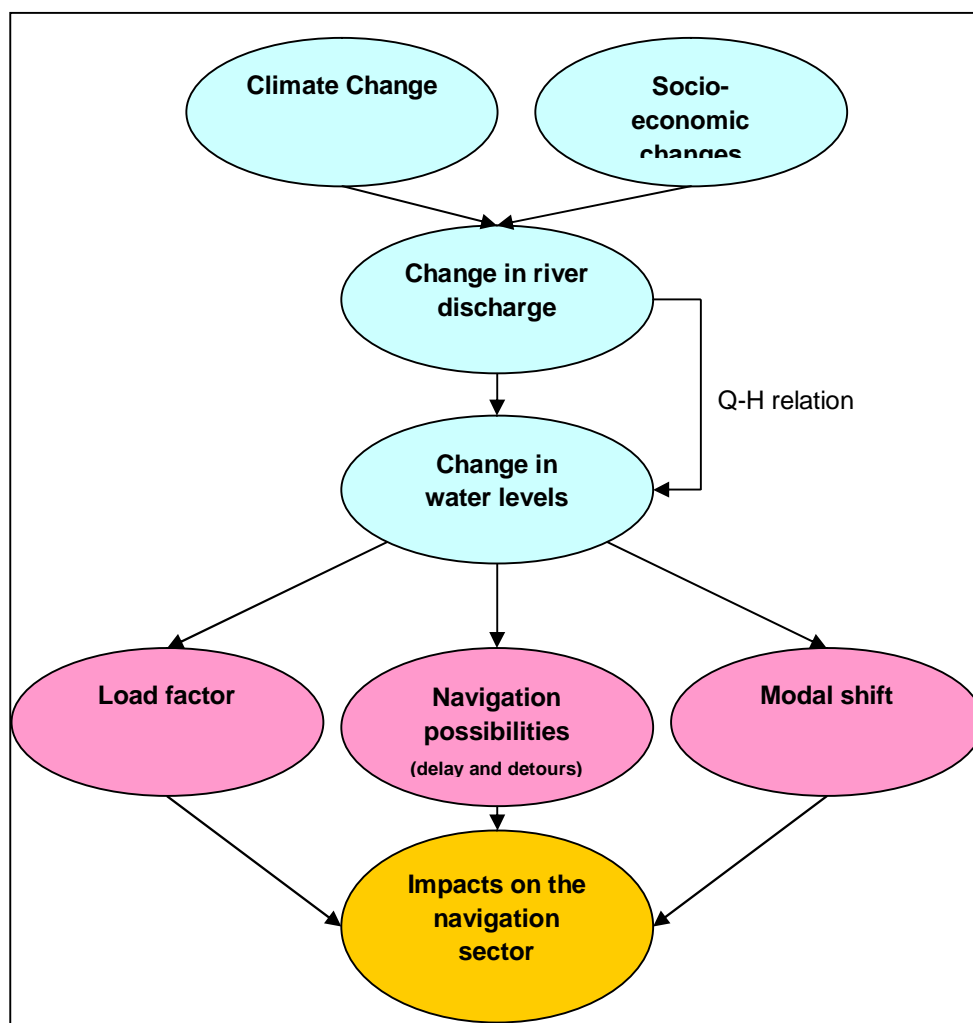 Climate Change
Socio-
economic
changes
Change in river
discharge
Q-H relation
Change in
water levels
Load factor
Navigation
possibilities
(delay and detours)
Modal shift
Impacts on the
navigation
sector